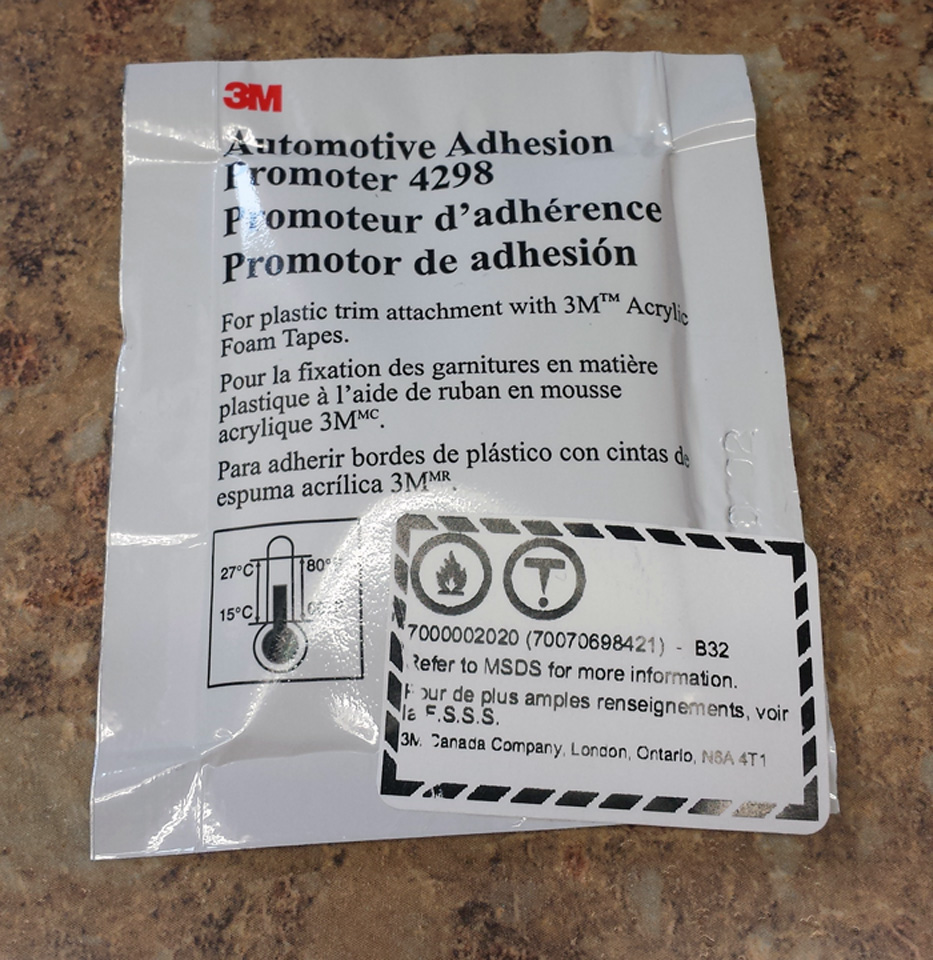 3M
Automotive Adhesion
Promoter 4298
Promoteur d'adhérence
Promotor de adhesión
For plastic trim attachment with 3M™ Acrylic
Foam Tapes.
Pour la fixation des garnitures en matière
plastique à l'aide de ruban en mousse
acrylique 3MMC.
Para adherir bordes de plástico con cintas de
espuma acrílica 3MMR.
27°C 80°F
15°C
7000002020 (70070698421) - B32
Refer to MSDS for more information.
Pour de plus amples renseignements, voir
la F.S.S.S.
3M Canada Company, London, Ontario, N6A 4T1